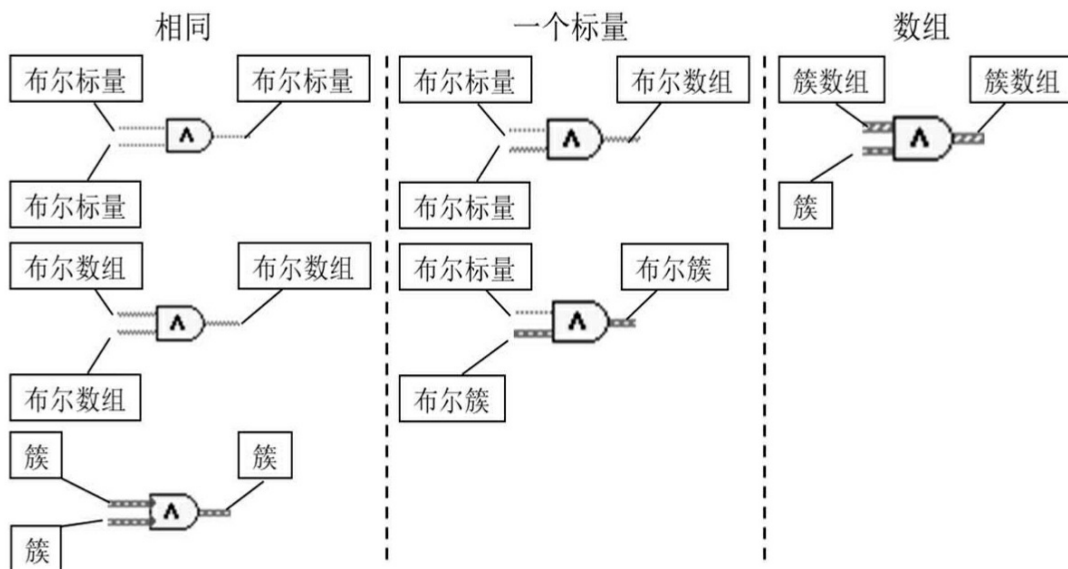 相同
一个标量
数组
布尔标量
布尔标量
∧
布尔标量
布尔数组
布尔数组
∧
布尔数组
簇
簇
∧
簇
布尔标量
布尔数组
∧
布尔标量
布尔标量
布尔簇
∧
布尔簇
簇数组
簇数组
∧
簇